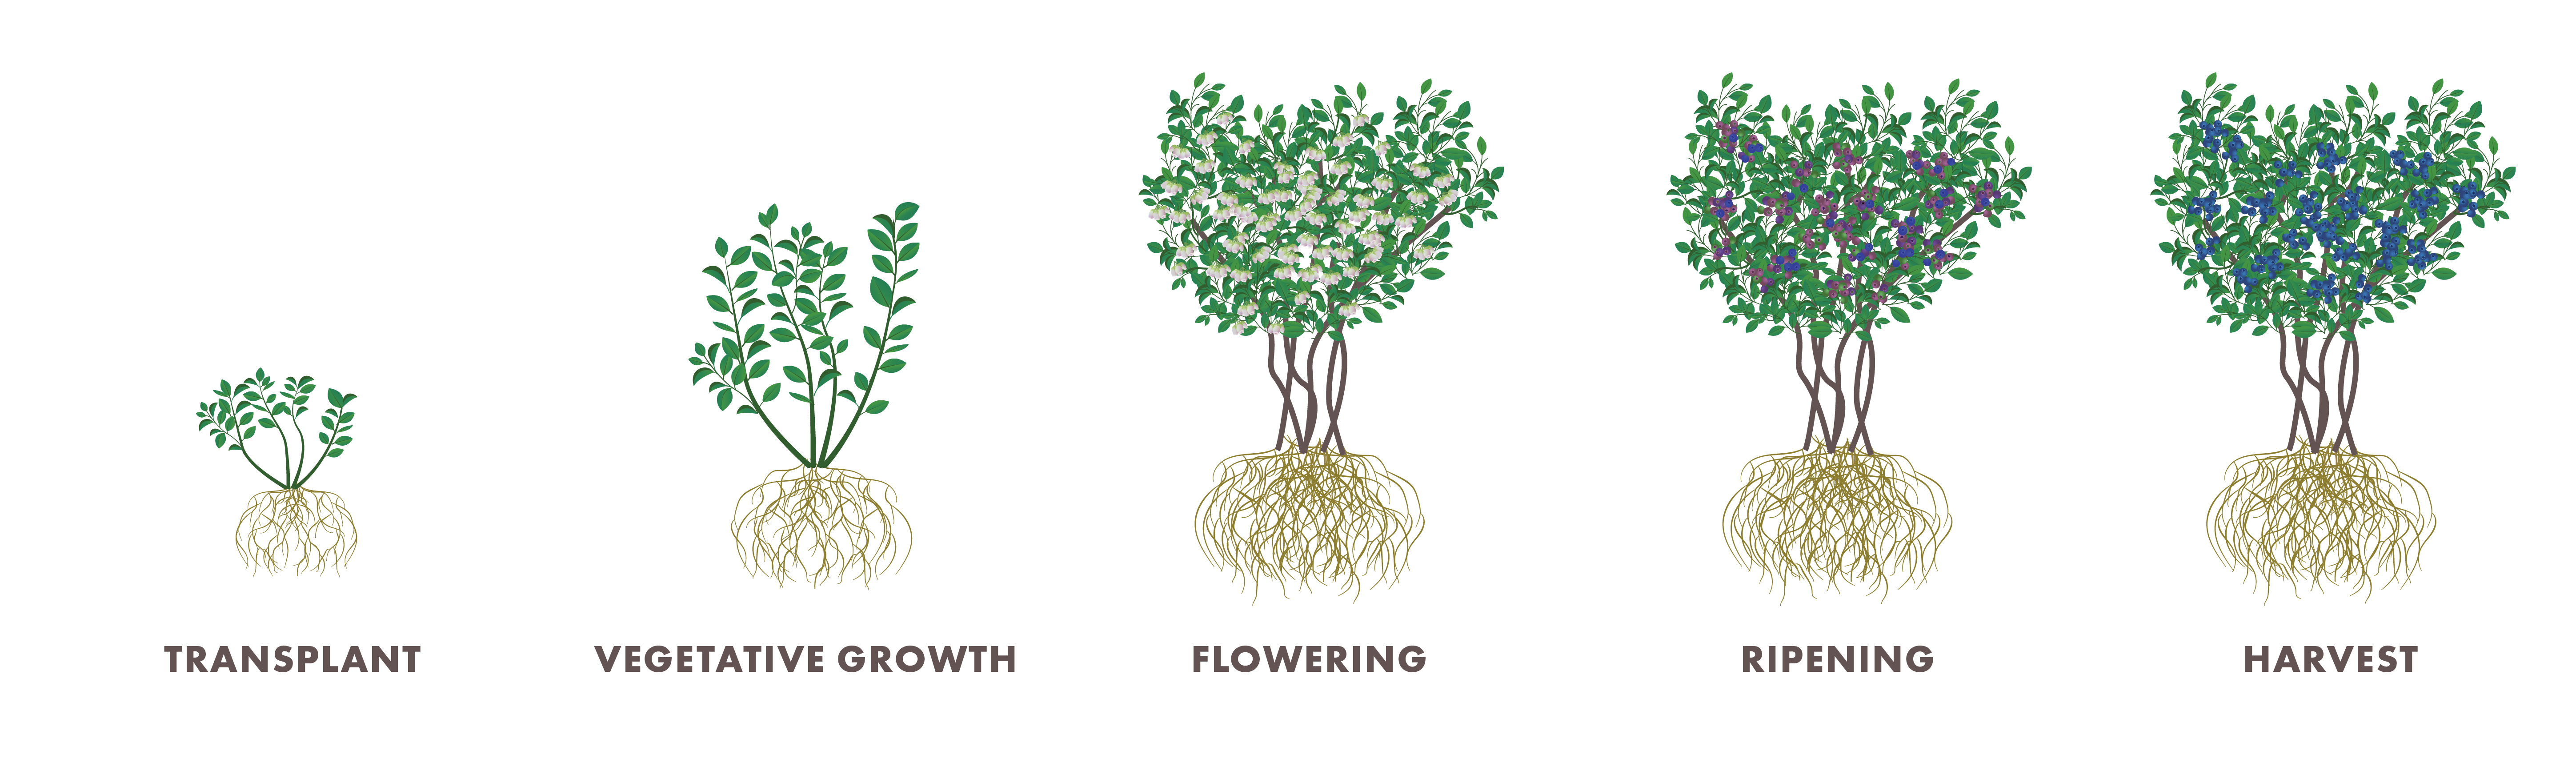 TRANSPLANT
VEGETATIVE GROWTH
FLOWERING
RIPENING
HARVEST